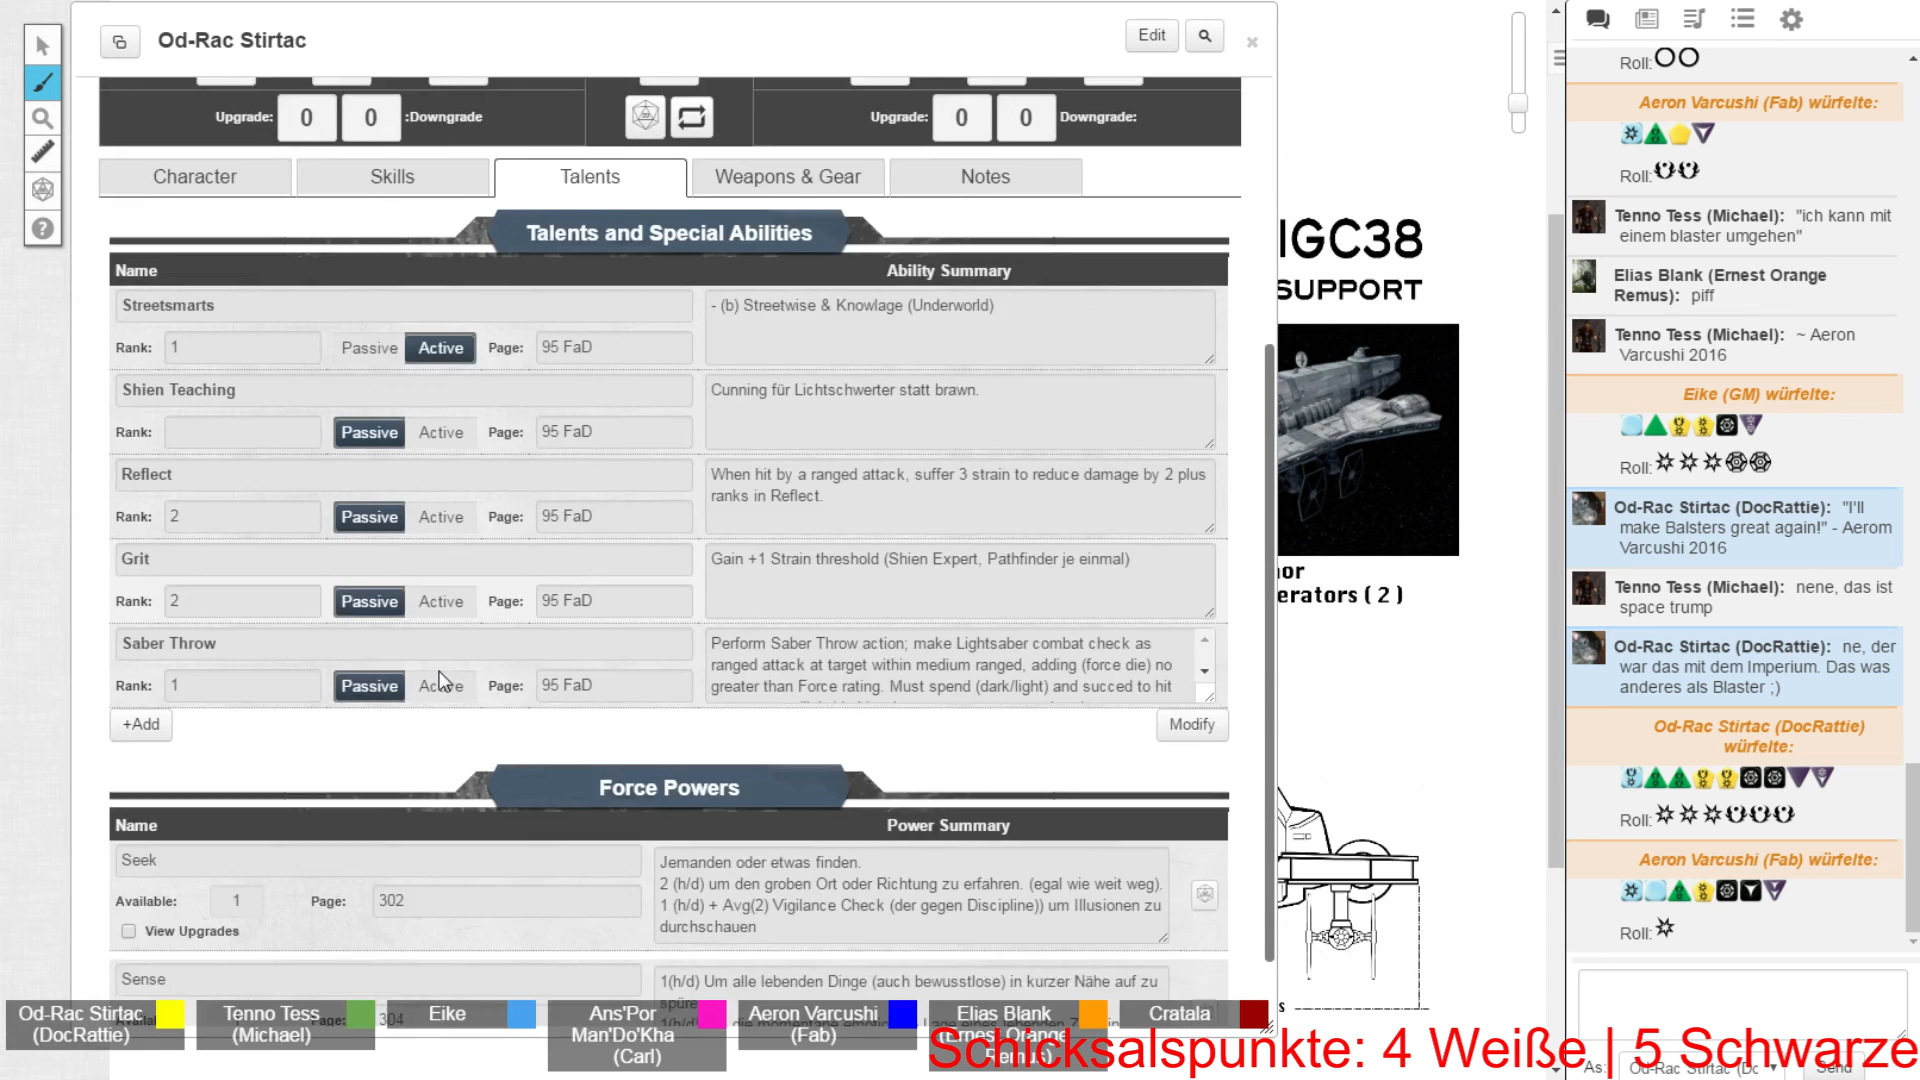 Od-Rac Stirtac
Edit
Upgrade: 0 0 :Downgrade
Upgrade: 0 0 Downgrade:
Character
Skills
Talents
Weapons & Gear
Notes
Talents and Special Abilities
Name
Ability Summary
Streetsmarts
- (b) Streetwise & Knowlage (Underworld)
Rank: 1 Passive Active Page: 95 FaD
Shien Teaching
Cunning für Lichtschwerter statt brawn.
Rank: Passive Active Page: 95 FaD
Reflect
When hit by a ranged attack, suffer 3 strain to reduce damage by 2 plus
ranks in Reflect.
Rank: 2 Passive Active Page: 95 FaD
Grit
Gain +1 Strain threshold (Shien Expert, Pathfinder je einmal)
Rank: 2 Passive Active Page: 95 FaD
Saber Throw
Perform Saber Throw action; make Lightsaber combat check as
ranged attack at target within medium ranged, adding (force die) no
greater than Force rating. Must spend (dark/light) and succed to hit
Rank: 1 Passive Active Page: 95 FaD
+Add
Modify
Force Powers
Name
Power Summary
Seek
Jemanden oder etwas finden.
2 (h/d) um den groben Ort oder Richtung zu erfahren. (egal wie weit weg).
1 (h/d) + Avg(2) Vigilance Check (der gegen Discipline)) um Illusionen zu
durchschauen
Available: 1 Page: 302
View Upgrades
Sense
1(h/d) Um alle lebenden Dinge (auch bewusstlose) in kurzer Nähe auf zu
Page: 304
IGC38
SUPPORT
or
erators ( 2 )
s
Roll:
Aeron Varcushi (Fab) würfelte:
Roll:
Tenno Tess (Michael): "ich kann mit
einem blaster umgehen"
Elias Blank (Ernest Orange
Remus): piff
Tenno Tess (Michael): ~ Aeron
Varcushi 2016
Eike (GM) würfelte:
Roll:
Od-Rac Stirtac (DocRattie): "I'll
make Balsters great again!" - Aerom
Varcushi 2016
Tenno Tess (Michael): nene, das ist
space trump
Od-Rac Stirtac (DocRattie): ne, der
war das mit dem Imperium. Das was
anderes als Blaster ;)
Od-Rac Stirtac (DocRattie)
würfelte:
Roll:
Aeron Varcushi (Fab) würfelte:
Roll:
As: Od-Rac Stirtac (Dc
Send
Od-Rac Stirtac
(DocRattie)
Tenno Tess
(Michael)
Eike
Ans'Por
Man'Do'Kha
(Carl)
Aeron Varcushi
(Fab)
Elias Blank
(Ernest Orange
Remus)
Cratala
Schicksalspunkte: 4 Weiße | 5 Schwarze